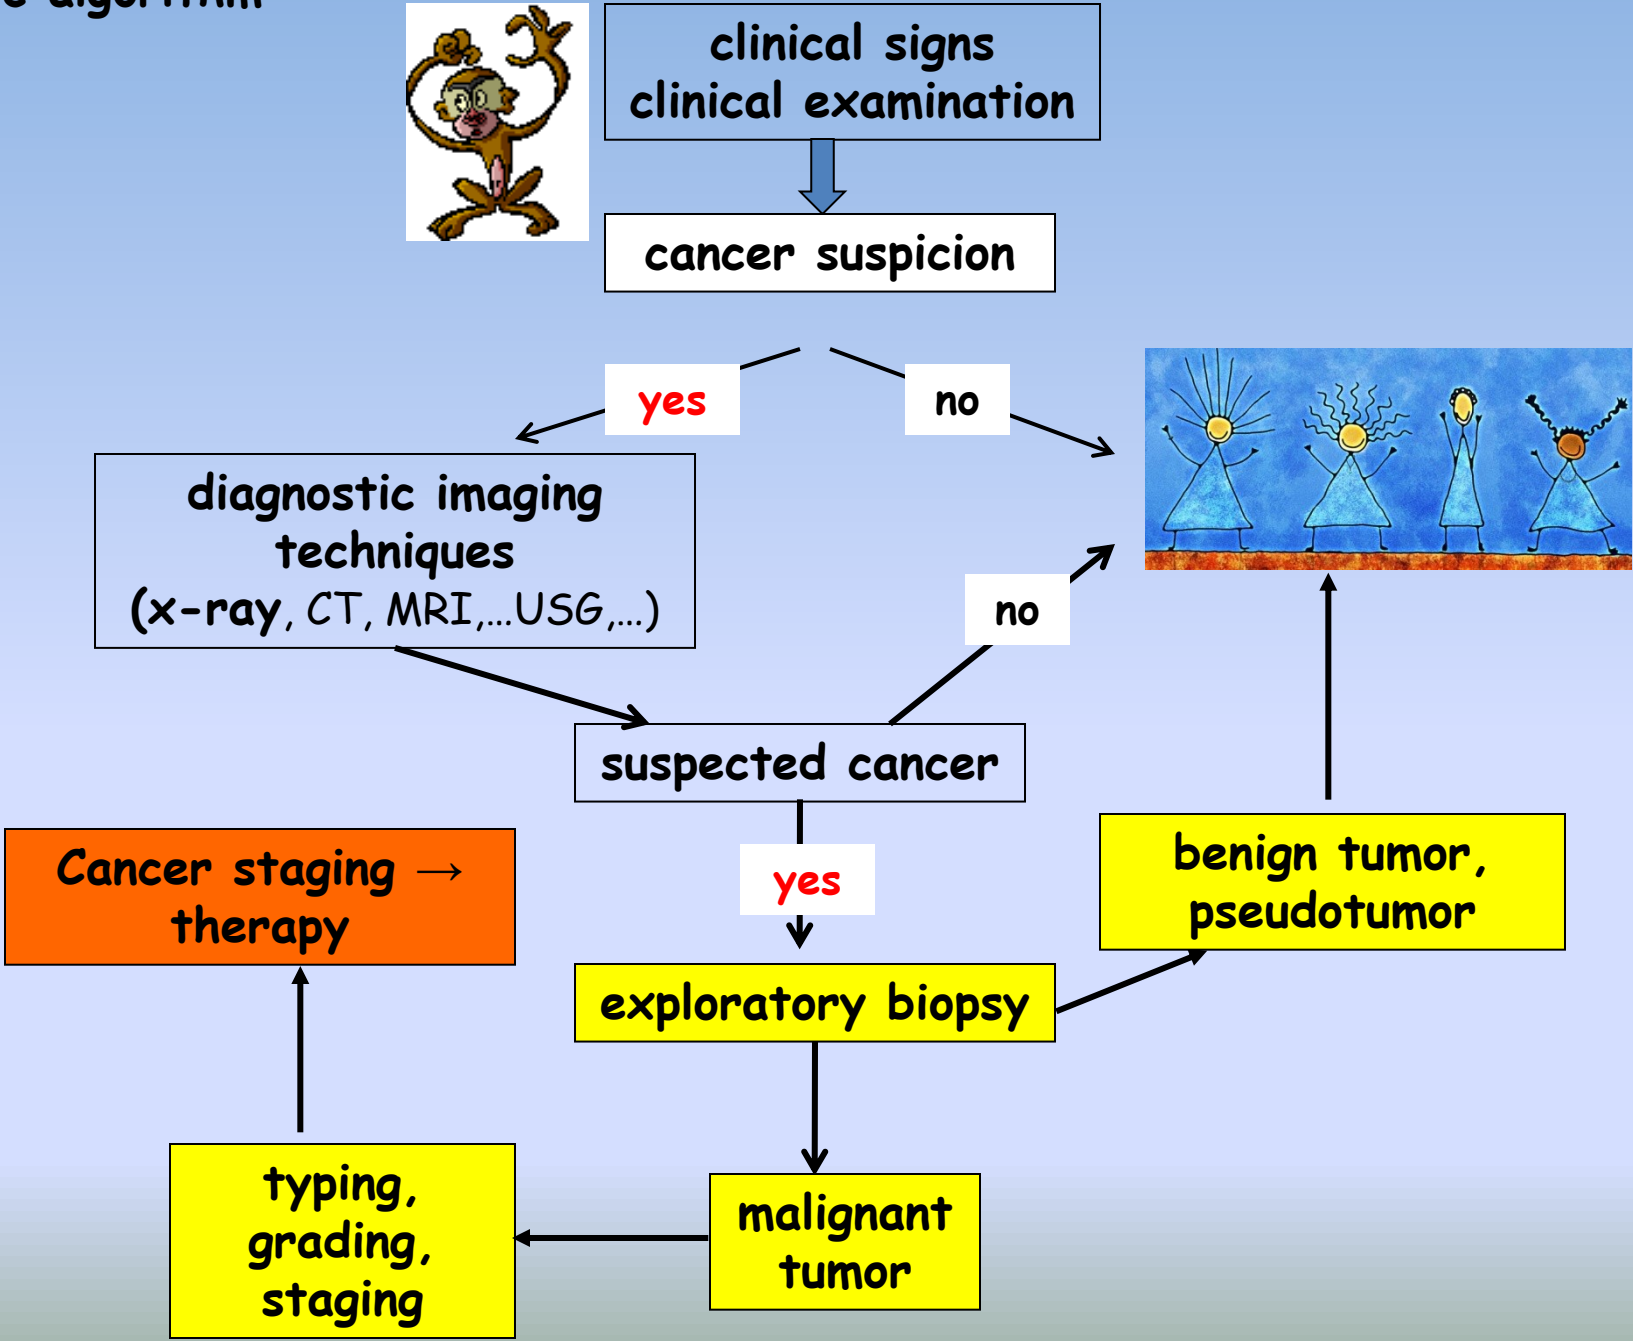 algorithm
clinical signs
clinical examination
cancer suspicion
yes
no
diagnostic imaging
techniques
(x-ray, CT, MRI,...USG,...)
no
suspected cancer
yes
Cancer staging →
therapy
benign tumor,
pseudotumor
exploratory biopsy
typing,
grading,
staging
malignant
tumor